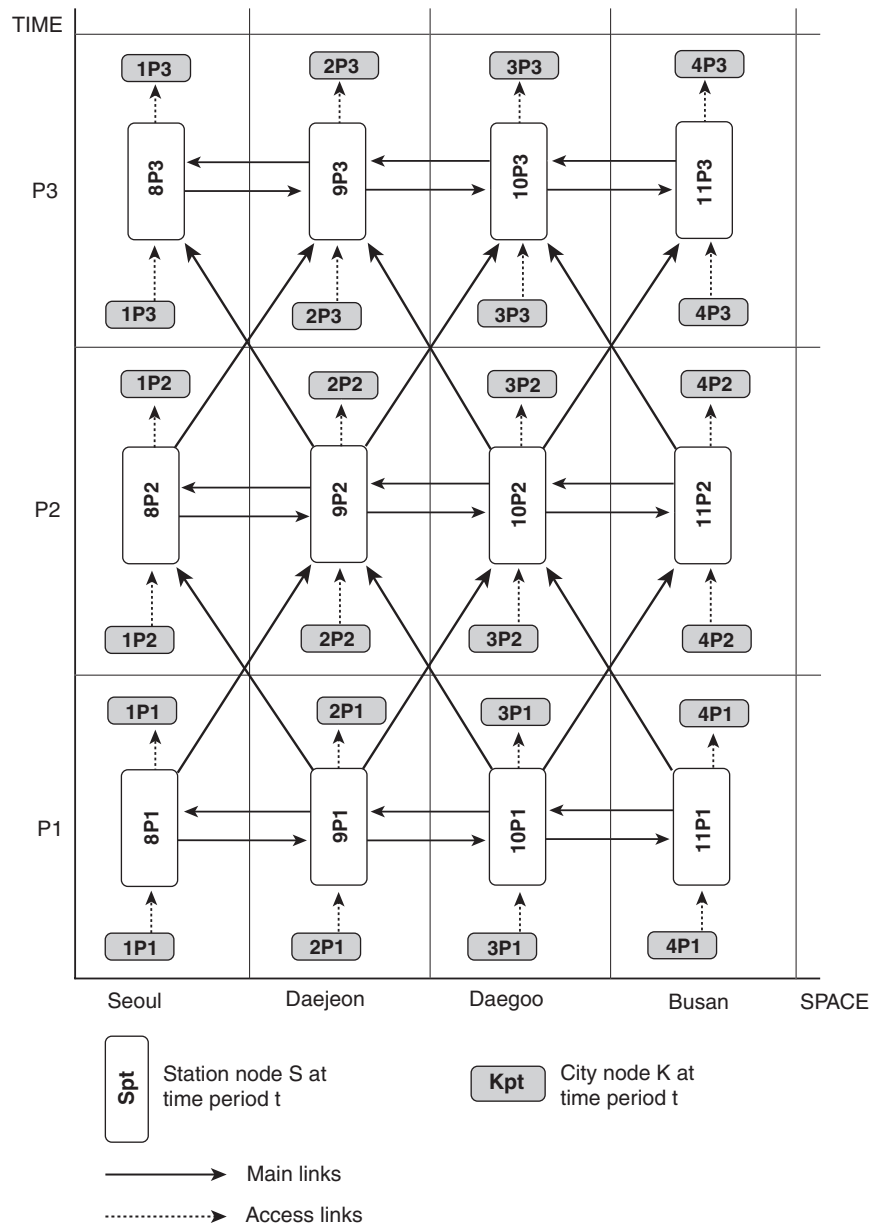 TIME
1P3 2P3 3P3 4P3
P3 8P3 9P3 10P3 11P3
1P3 2P3 3P3 4P3
1P2 2P2 3P2 4P2
P2 8P2 9P2 10P2 11P2
1P2 2P2 3P2 4P2
1P1 2P1 3P1 4P1
P1 8P1 9P1 10P1 11P1
1P1 2P1 3P1 4P1
Seoul Daejeon Daegoo Busan SPACE
Spt
Station node S at
time period t
Kpt
City node K at
time period t
Main links
Access links